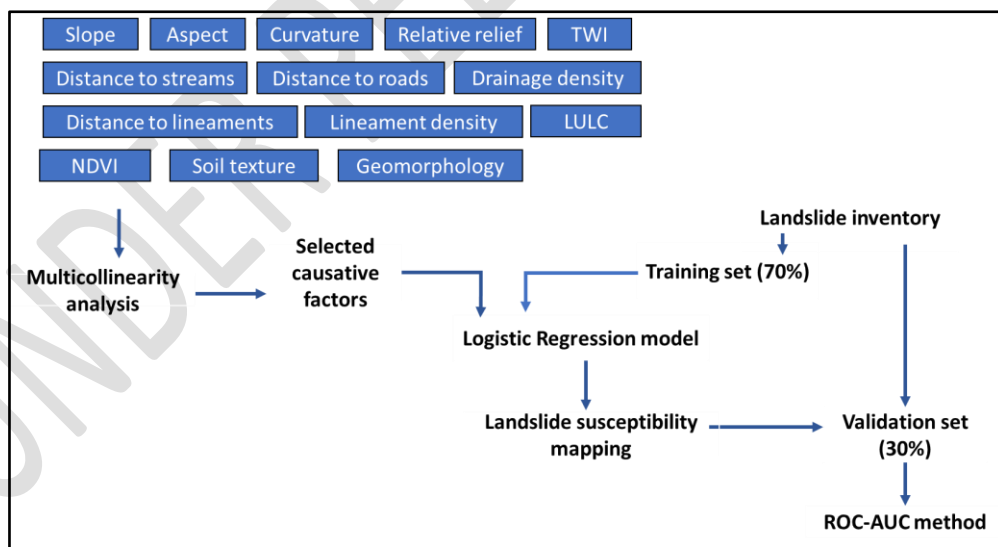 Slope Aspect Curvature Relative relief TWI
Distance to streams Distance to roads Drainage density
Distance to lineaments Lineament density LULC
NDVI Soil texture Geomorphology
Landslide inventory
Selected
causative
factors
Training set (70%)
Multicollinearity
analysis
Logistic Regression model
Landslide susceptibility
mapping
Validation set
(30%)
ROC-AUC method
UNDER PEE